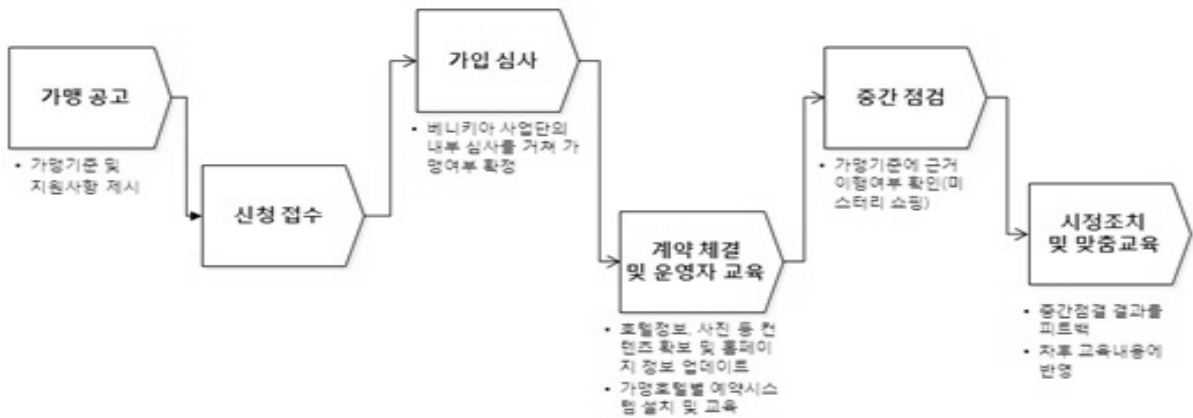 가맹 공고
• 가맹기준 및
지원사항 제시
신청 접수
가입 심사
• 베니키아 사업단의
내부 심사를 거쳐 가
맹여부 확정
계약 체결
및 운영자 교육
• 호텔정보, 사진 등 컨
텐츠 확보 및 홈페이
지 정보 업데이트
• 가맹호텔별 예약시스
템 설치 및 교육
중간 점검
• 가맹기준에 근거
이행여부 확인(미
스터리 쇼핑)
시정조치
및 맞춤교육
• 중간점결 결과를
피트백
• 차후 교육내용에
반영